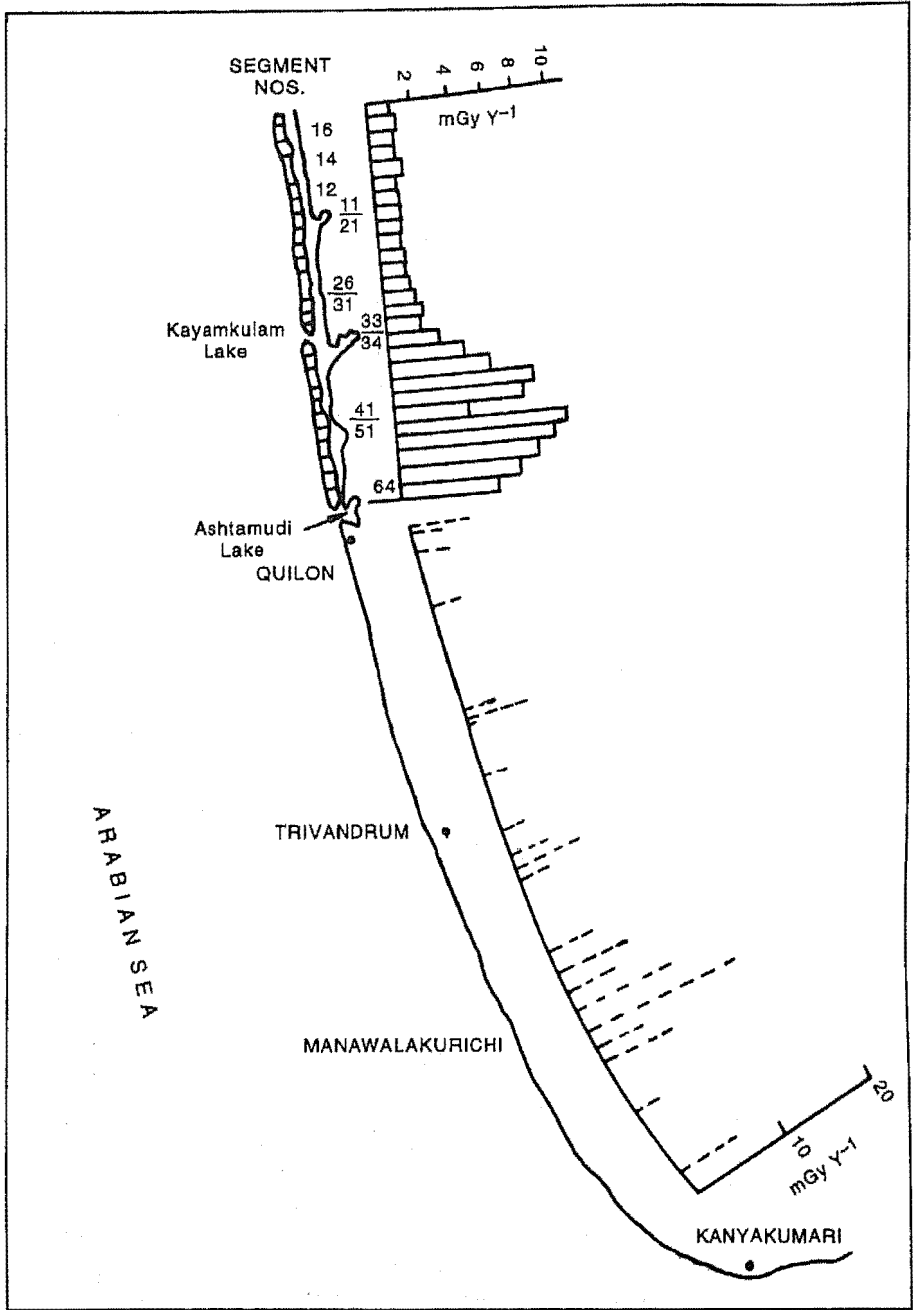 SEGMENT
NOS.
2 4 6 8 10
mGy Y⁻¹
16
14
12
11
21
26
31
Kayamkulam
Lake
33
34
41
51
64
Ashtamudi
Lake
QUILON
TRIVANDRUM
ARABIAN SEA
MANAWALAKURICHI
20
10
mGy Y⁻¹
KANYAKUMARI